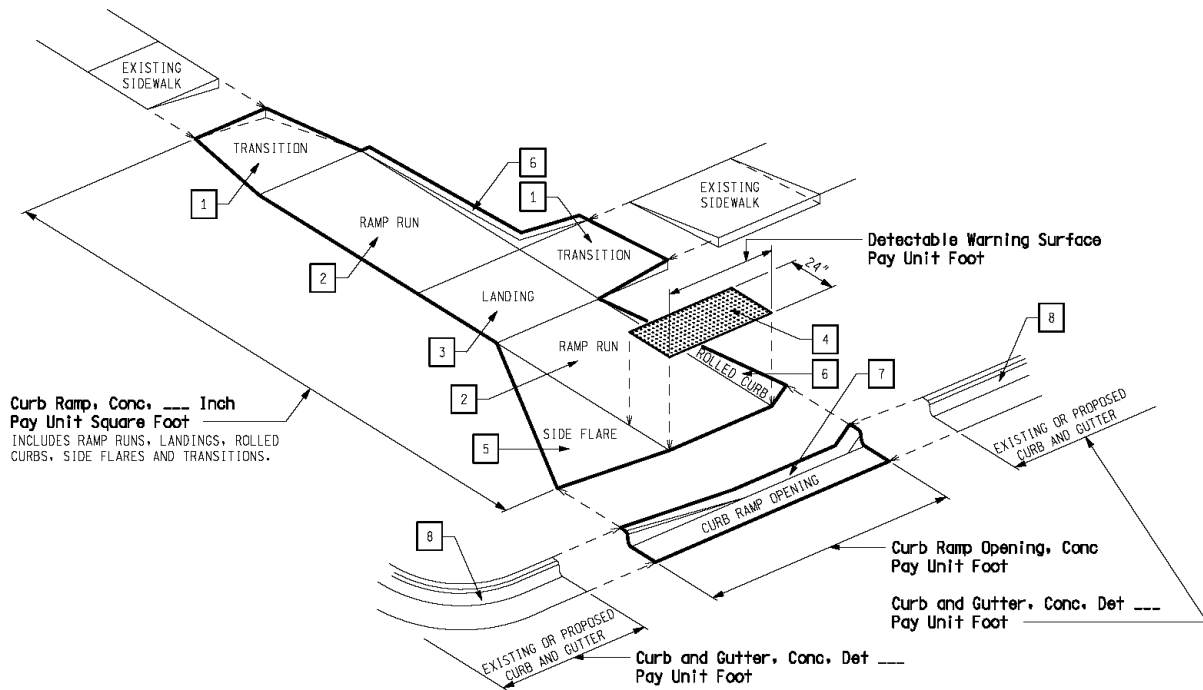 EXISTING
SIDEWALK
TRANSITION
1
6
1
EXISTING
SIDEWALK
RAMP RUN
TRANSITION
2
Detectable Warning Surface
Pay Unit Foot
24"
LANDING
3
4
8
RAMP RUN
ROLLED CURB
6
7
2
Curb Ramp, Conc, ___ Inch
Pay Unit Square Foot
INCLUDES RAMP RUNS, LANDINGS, ROLLED
CURBS, SIDE FLARES AND TRANSITIONS.
SIDE FLARE
5
EXISTING OR PROPOSED
CURB AND GUTTER
CURB RAMP OPENING
8
Curb Ramp Opening, Conc
Pay Unit Foot
Curb and Gutter, Conc, Det ___
Pay Unit Foot
EXISTING OR PROPOSED
CURB AND GUTTER
Curb and Gutter, Conc, Det ___
Pay Unit Foot